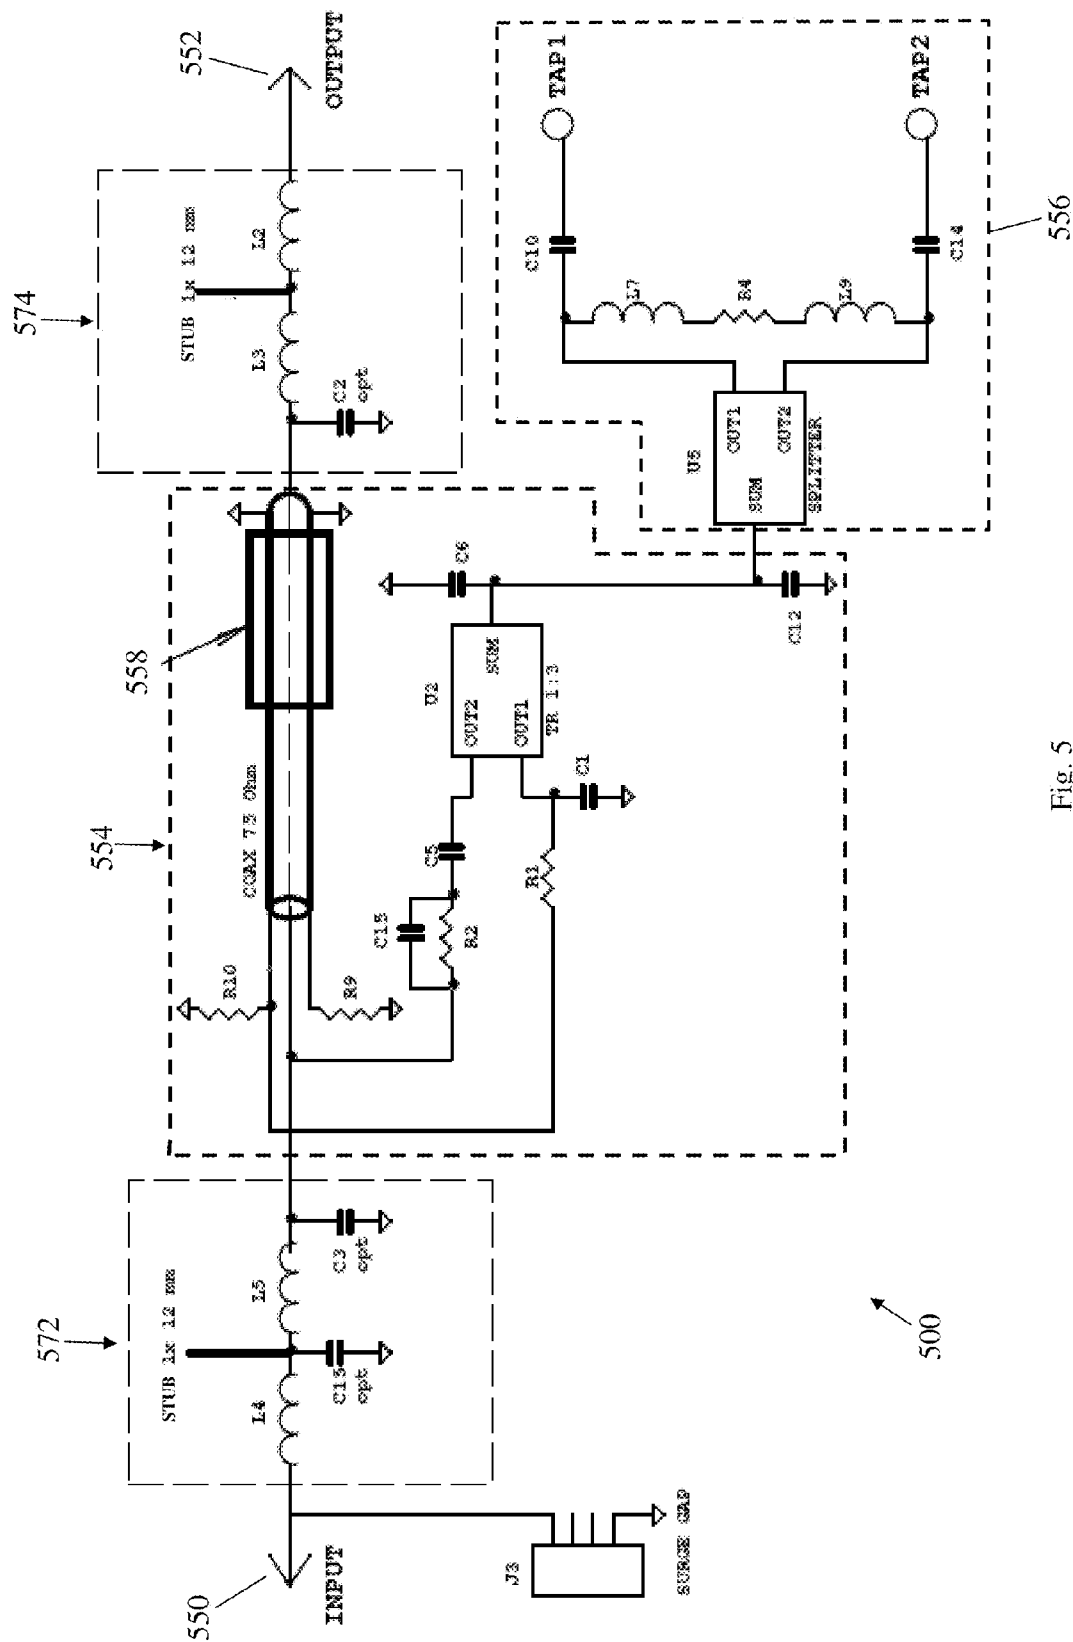 550
INPUT
J3
SURGE GAP
572
STUB 1x 12 mm
L4
L5
C13
opt
C3
opt
500
554
COAX 75 Ohm
558
R10
R9
C15
R2
C5
R1
C1
U2
OUT2
OUT1
SUM
TR 1:3
C6
C12
574
STUB 1x 12 mm
L3
L2
C2
opt
552
OUTPUT
U5
SUM
OUT1
OUT2
SPLITTER
L7
R4
L9
C10
C14
TAP1
TAP2
556
Fig. 5